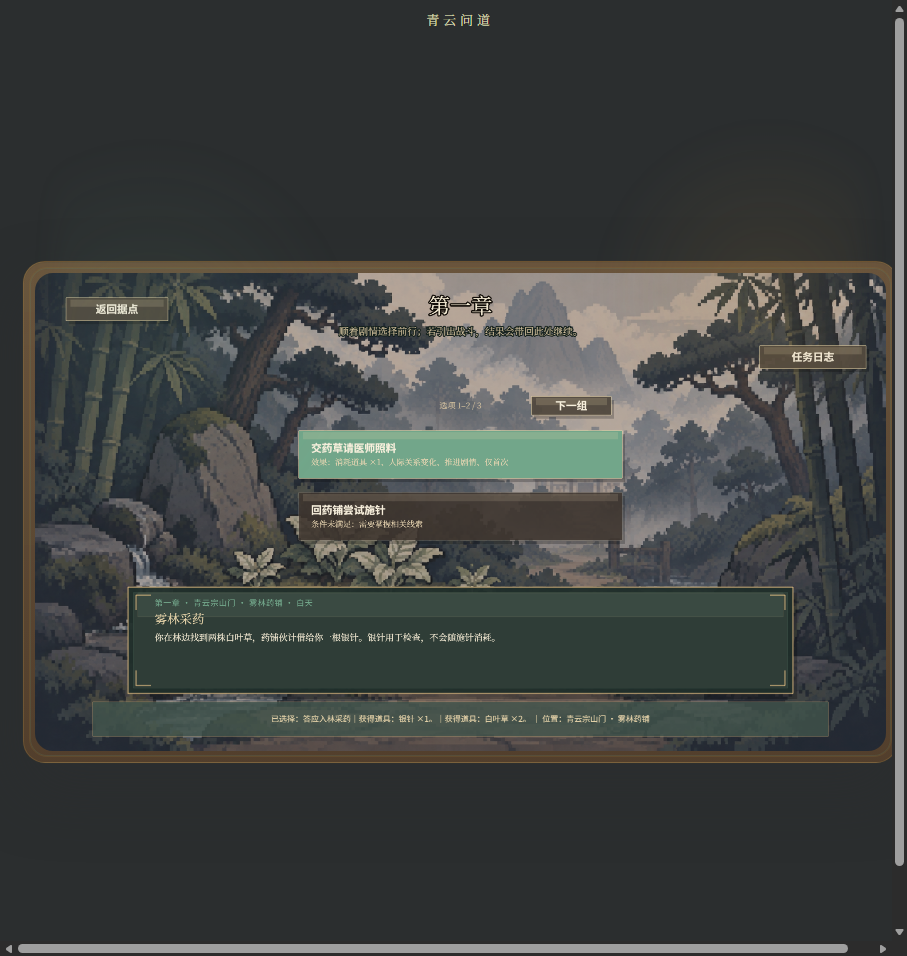 青云问道
返回据点
第一章
顺着剧情选择前行；若引出战斗，结果会带回此处继续。
任务日志
选项 1–2 / 3
下一组
交药草请医师照料
效果：消耗道具 ×1、人际关系变化、推进剧情、仅首次
回药铺尝试施针
条件未满足：需要掌握相关线索
第一章 · 青云宗山门 · 雾林药铺 · 白天
雾林采药
你在林边找到两株白叶草，药铺伙计借给你一根银针。银针用于检查，不会随施针消耗。
已选择：答应入林采药｜获得道具：银针 ×1。｜获得道具：白叶草 ×2。 ｜ 位置：青云宗山门 · 雾林药铺